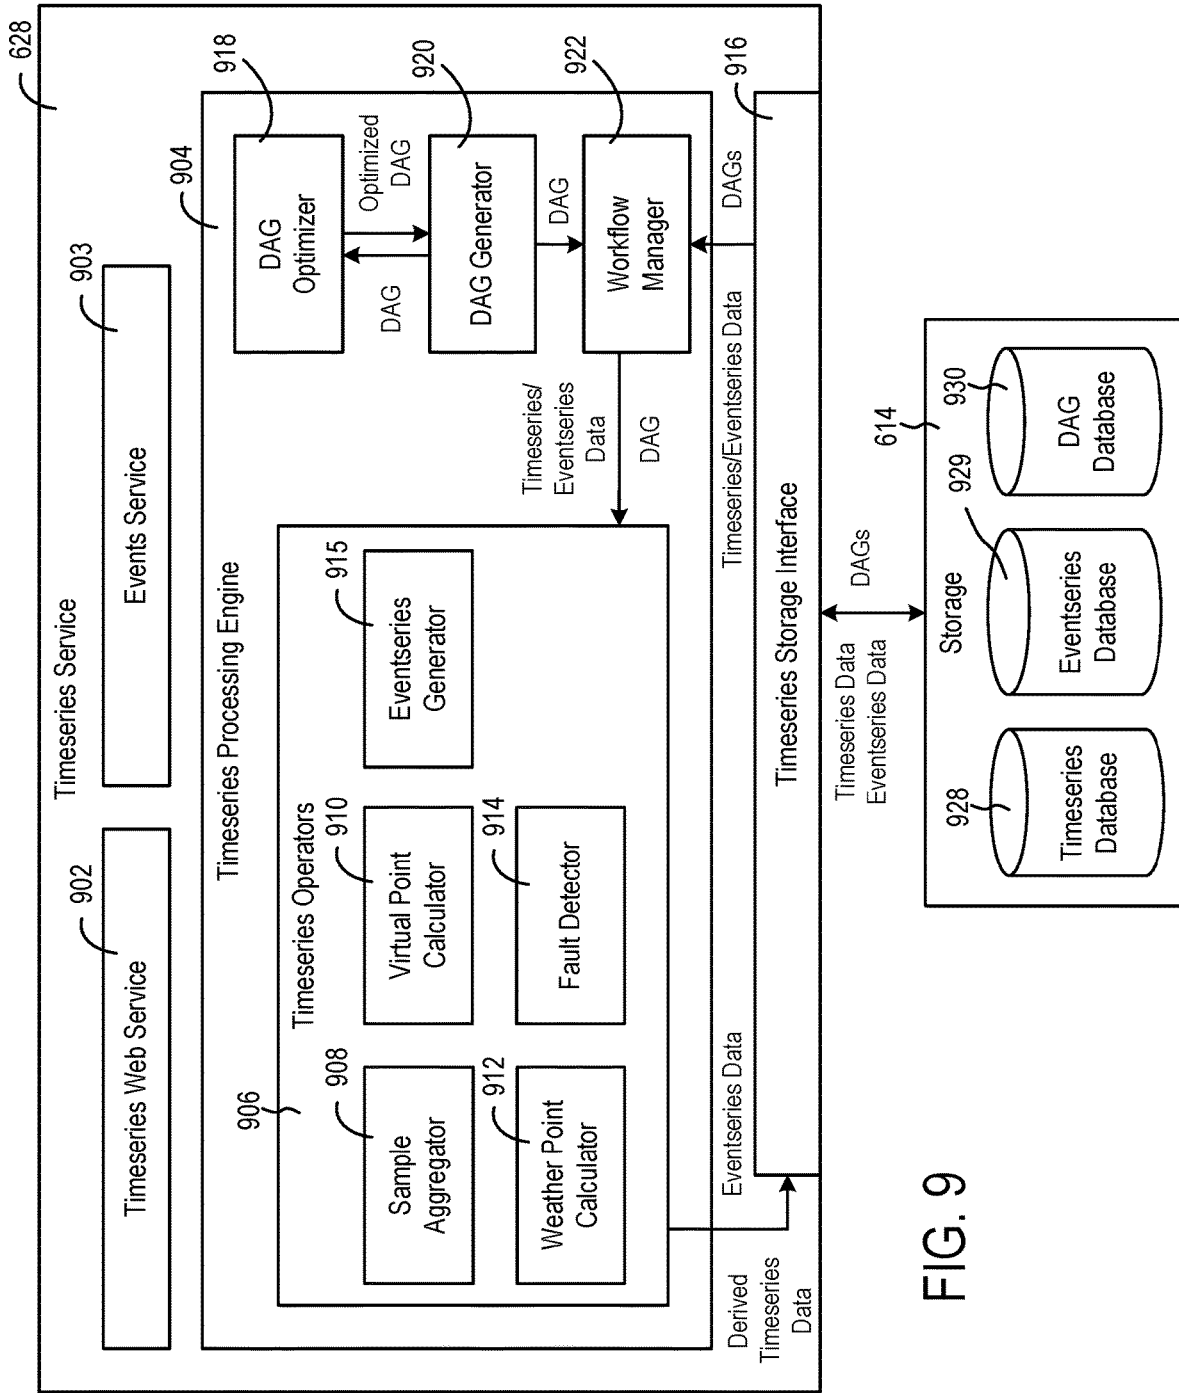 628
Timeseries Service
902
Timeseries Web Service
903
Events Service
904
Timeseries Processing Engine
906
Timeseries Operators
908
Sample
Aggregator
910
Virtual Point
Calculator
915
Eventseries
Generator
912
Weather Point
Calculator
914
Fault Detector
918
DAG
Optimizer
Optimized
DAG
DAG
920
DAG Generator
DAG
922
Workflow
Manager
Timeseries/
Eventseries
Data
DAG
Derived
Timeseries
Data
Eventseries Data
Timeseries/Eventseries Data
DAGs
916
Timeseries Storage Interface
Timeseries Data
Eventseries Data
DAGs
614
Storage
928
Timeseries
Database
929
Eventseries
Database
930
DAG
Database
FIG. 9